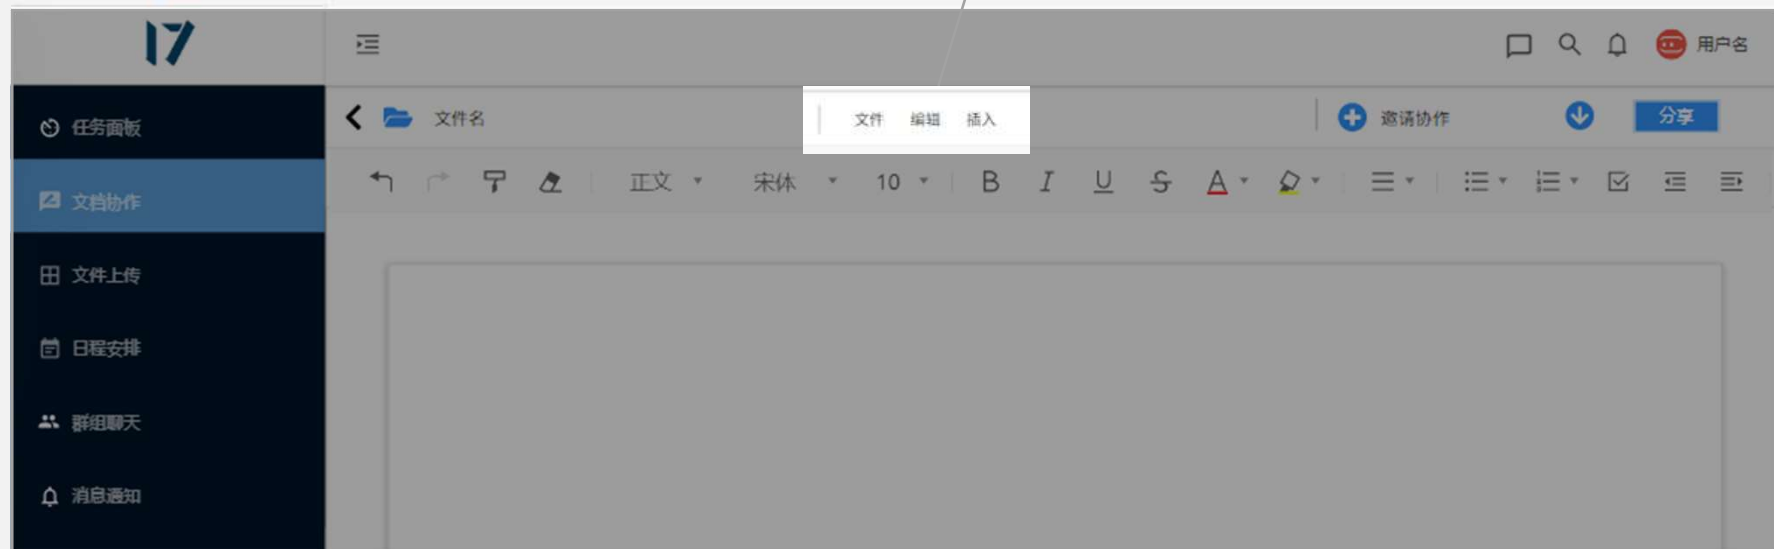 17
用户名
任务面板
文件名 文件 编辑 插入 邀请协作 分享
正文 宋体 10 B I U S A
文档协作
文件上传
日程安排
群组聊天
消息通知